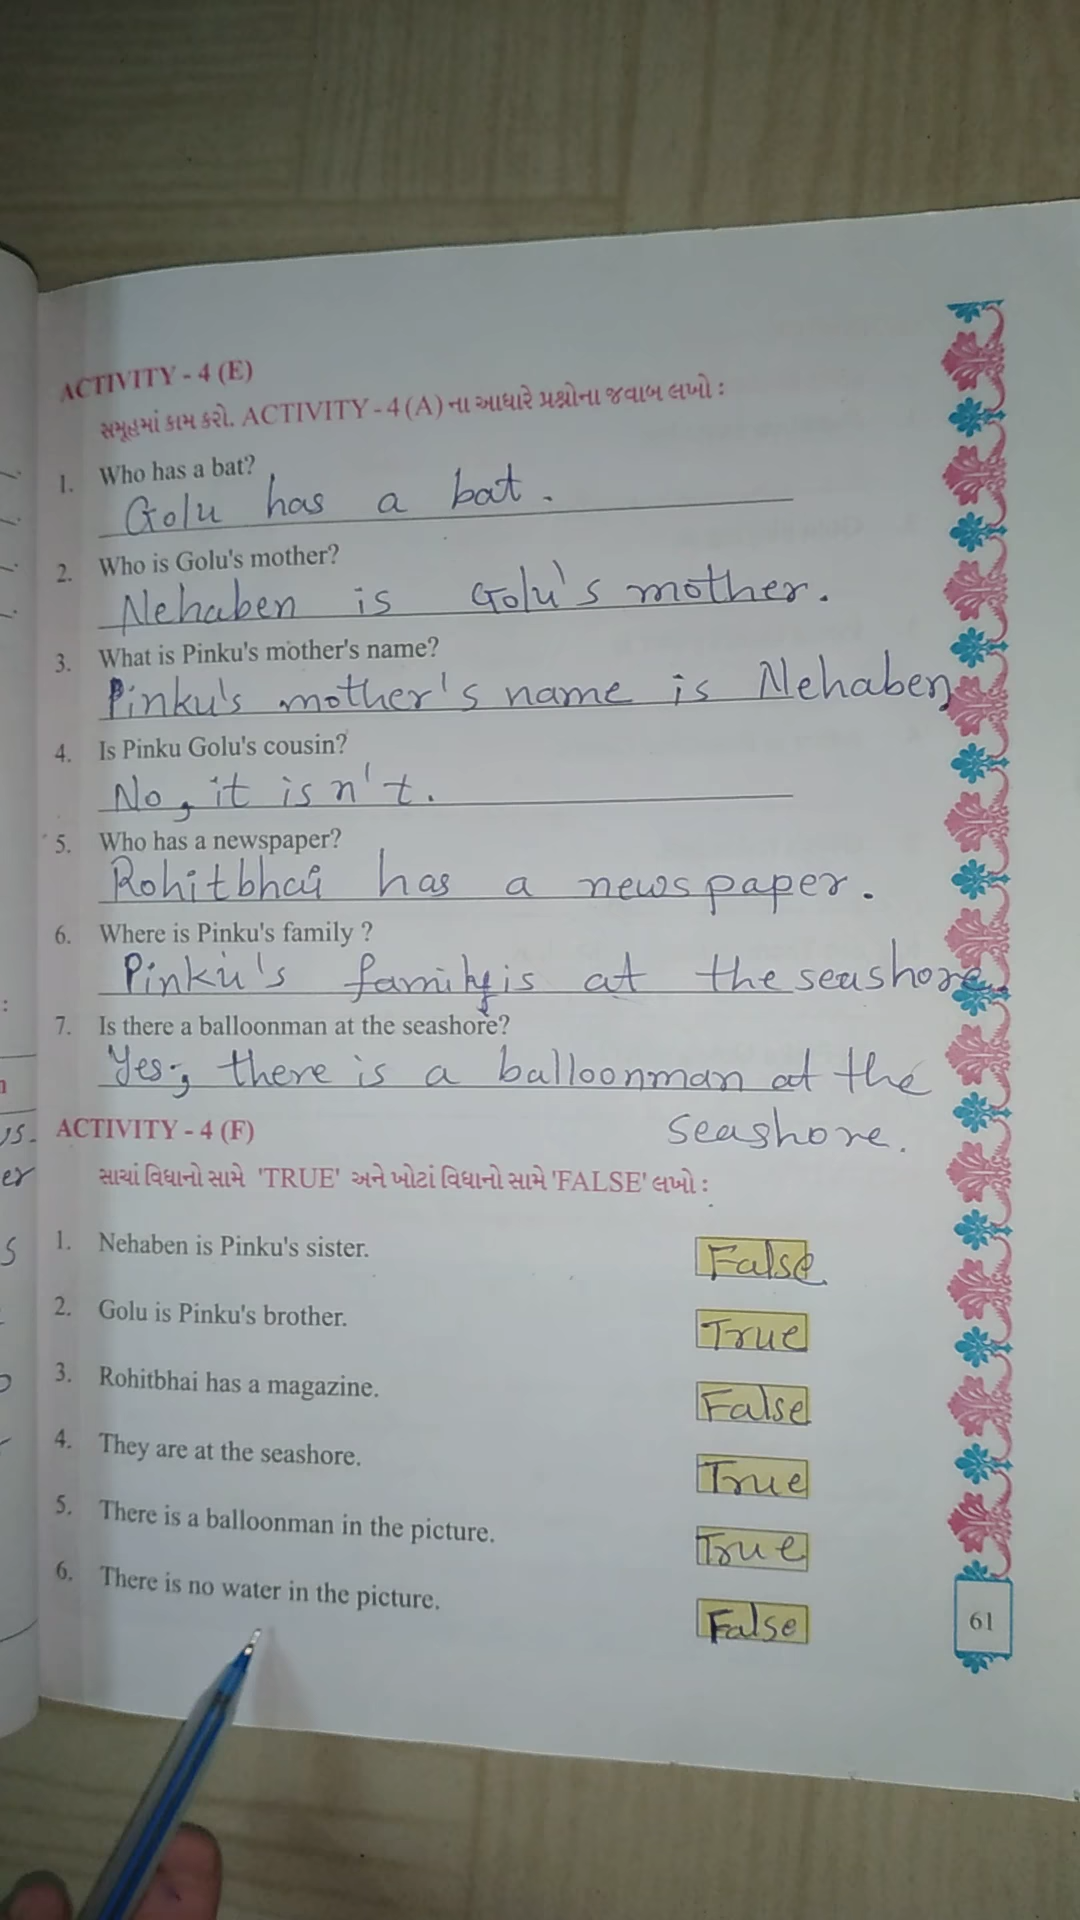 ACTIVITY - 4 (E)
સમૂહમાં કામ કરો. ACTIVITY - 4 (A) ના આધારે પ્રશ્નોના જવાબ લખો :
1. Who has a bat?
Golu has a bat.
2. Who is Golu's mother?
Nehaben is Golu's mother.
3. What is Pinku's mother's name?
Pinku's mother's name is Nehaben
4. Is Pinku Golu's cousin?
No, it isn't.
5. Who has a newspaper?
Rohitbhai has a newspaper.
6. Where is Pinku's family ?
Pinku's family is at the seashore.
7. Is there a balloonman at the seashore?
Yes, there is a balloonman at the
seashore.
ACTIVITY - 4 (F)
સાચાં વિધાનો સામે 'TRUE' અને ખોટાં વિધાનો સામે 'FALSE' લખો :
1. Nehaben is Pinku's sister. False
2. Golu is Pinku's brother. True
3. Rohitbhai has a magazine. False
4. They are at the seashore. True
5. There is a balloonman in the picture. True
6. There is no water in the picture. False
61